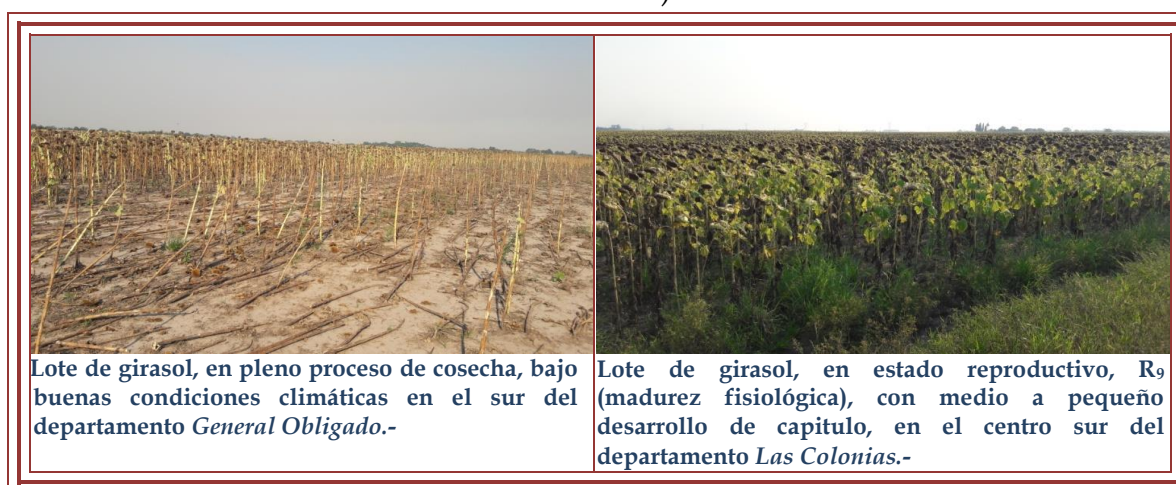 Lote de girasol, en pleno proceso de cosecha, bajo
buenas condiciones climáticas en el sur del
departamento General Obligado.-
Lote de girasol, en estado reproductivo, R9
(madurez fisiológica), con medio a pequeño
desarrollo de capitulo, en el centro sur del
departamento Las Colonias.-